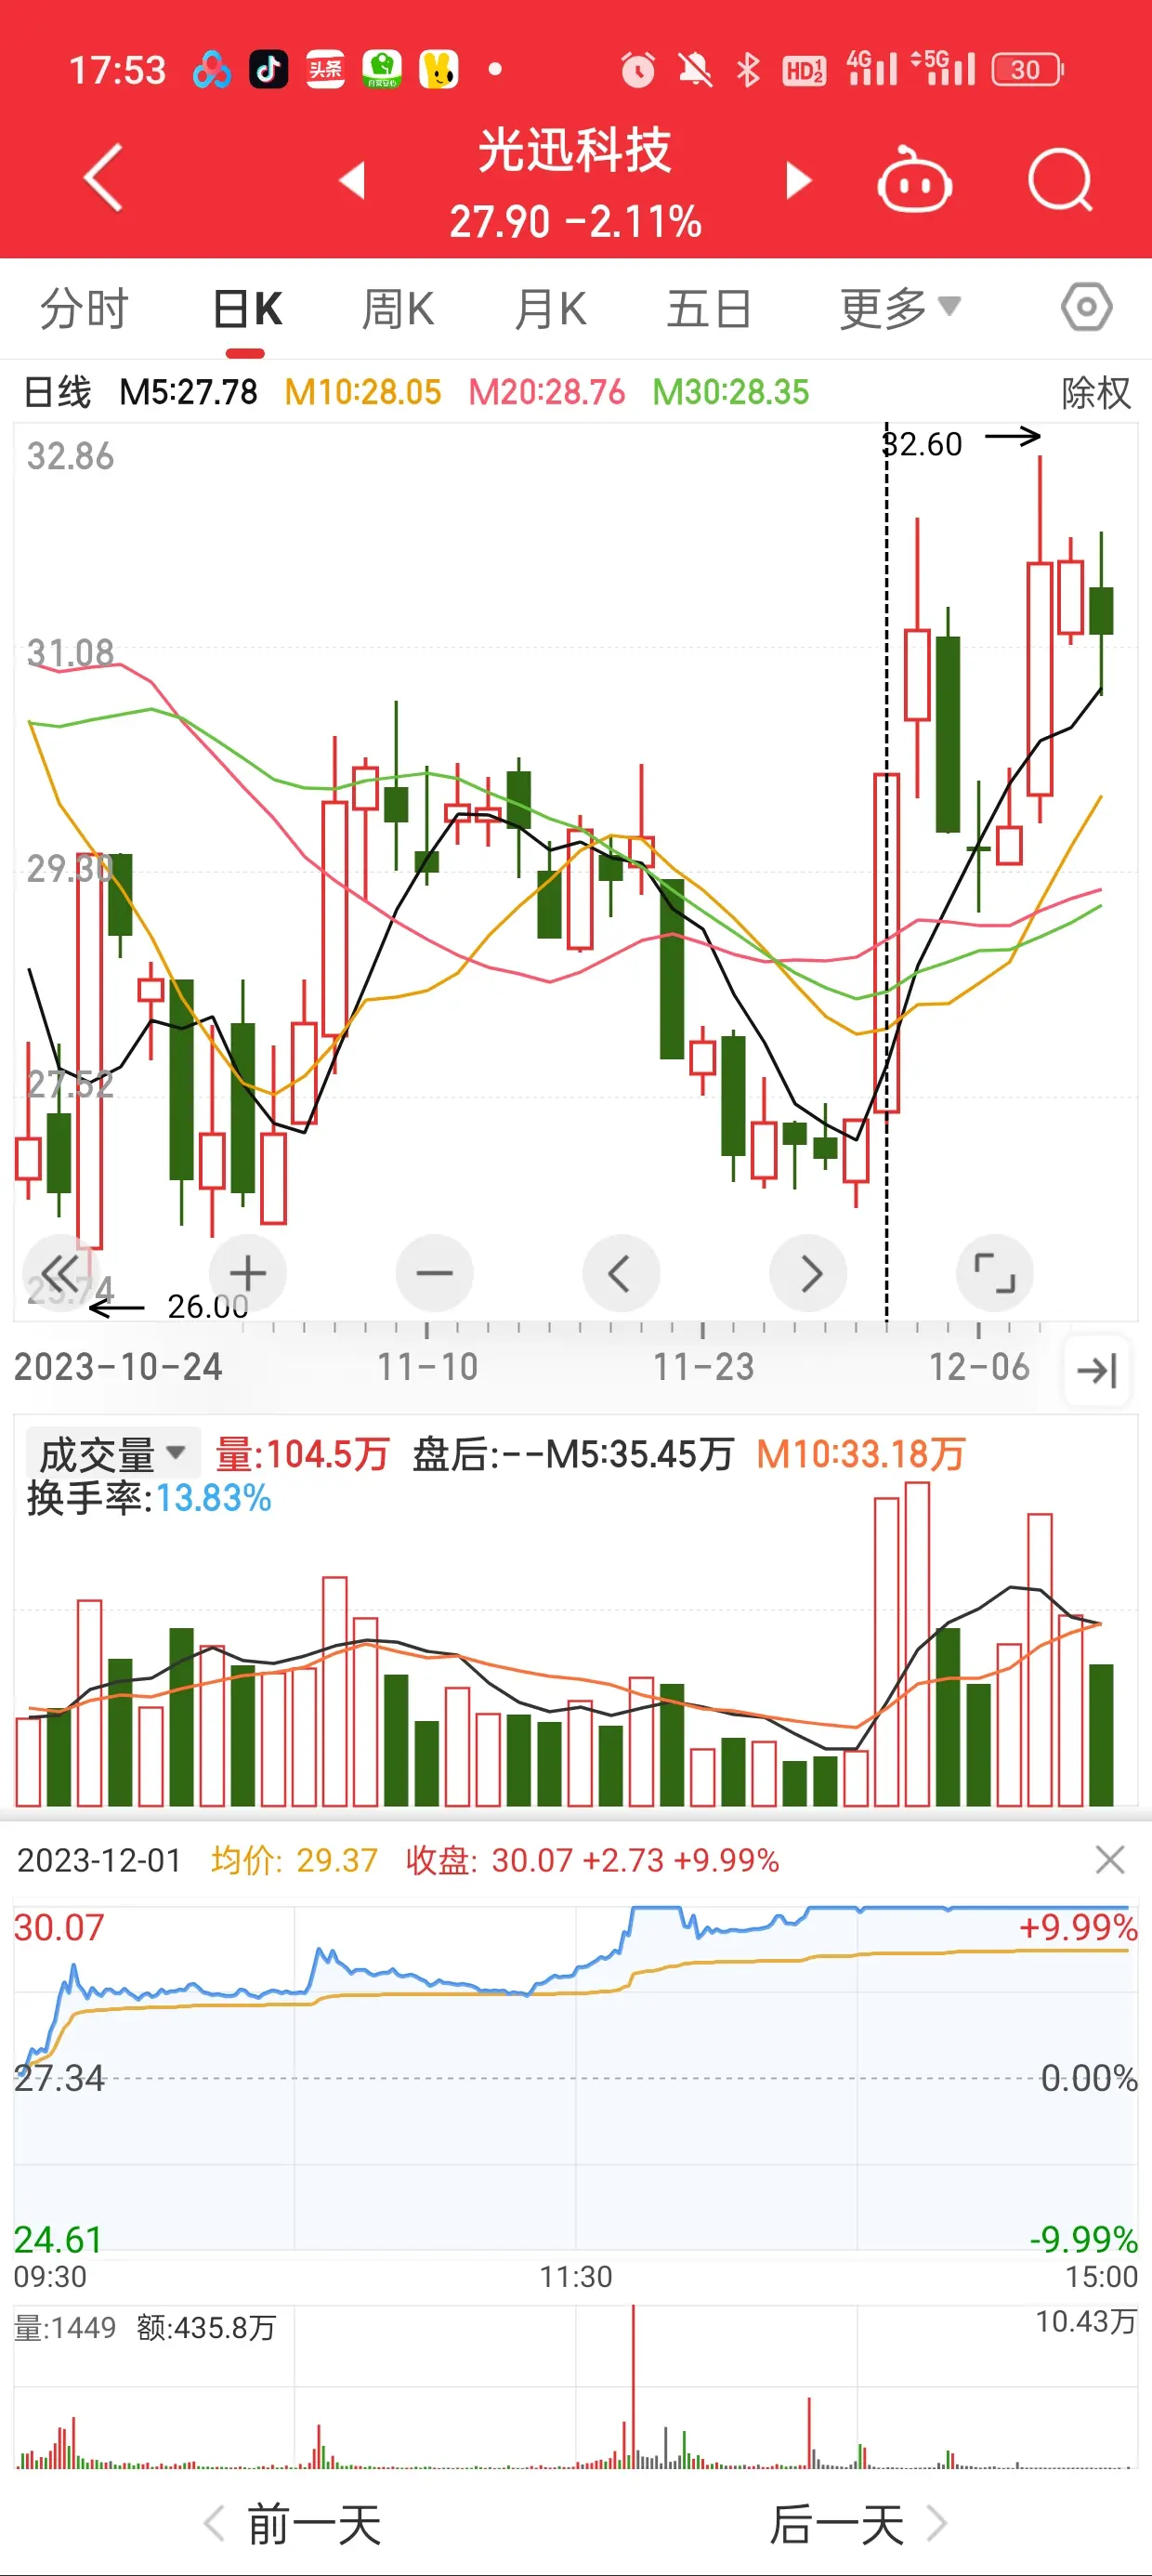 17:53 头条 HD1 2 4G 5G 30
光迅科技
27.90 -2.11%
分时 日K 周K 月K 五日 更多
日线 M5:27.78 M10:28.05 M20:28.76 M30:28.35 除权
32.86
32.60
31.08
29.30
27.52
25.74
26.00
2023-10-24 11-10 11-23 12-06
成交量 量:104.5万 盘后:--M5:35.45万 M10:33.18万
换手率:13.83%
2023-12-01 均价: 29.37 收盘: 30.07 +2.73 +9.99%
30.07 +9.99%
27.34 0.00%
24.61 -9.99%
09:30 11:30 15:00
量:1449 额:435.8万 10.43万
前一天 后一天